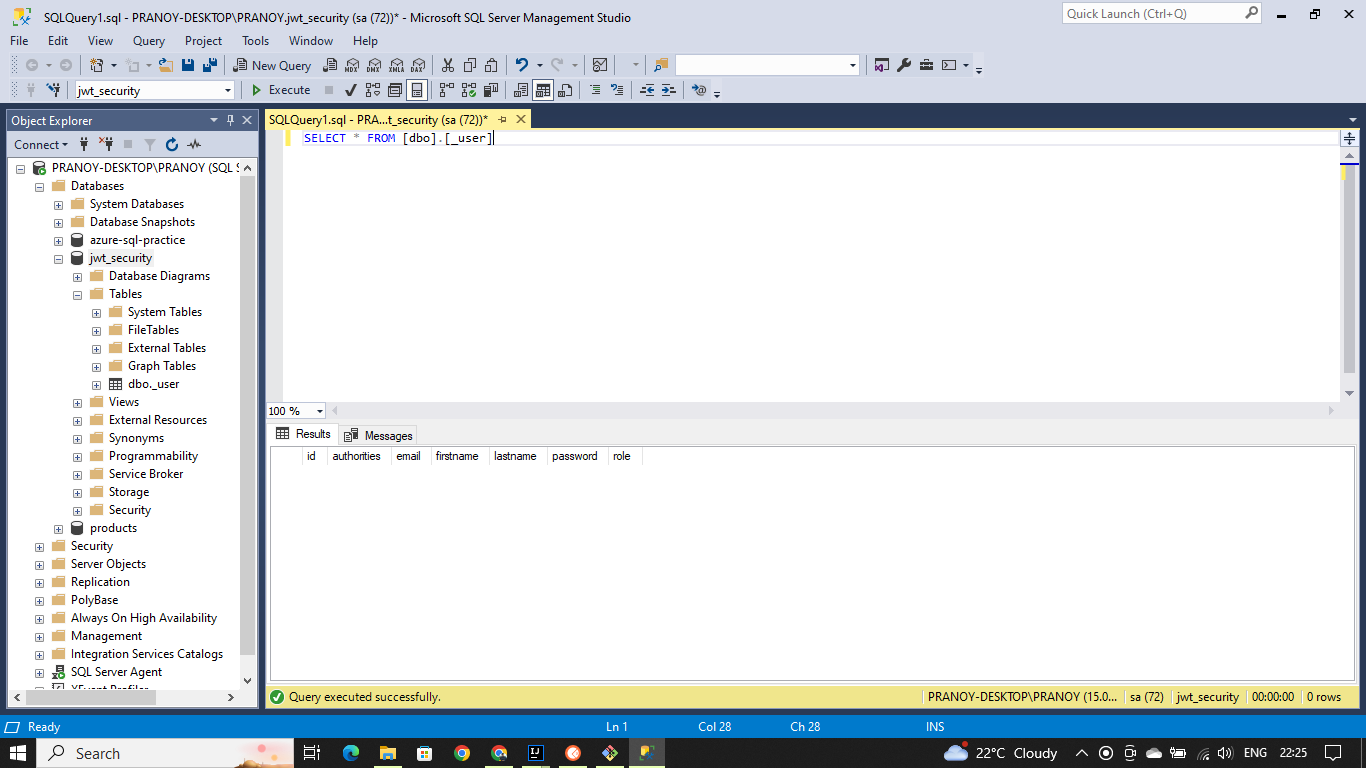 SQLQuery1.sql - PRANOY-DESKTOP\PRANOY.jwt_security (sa (72))* - Microsoft SQL Server Management Studio
Quick Launch (Ctrl+Q)
File Edit View Query Project Tools Window Help
New Query
MDX DMX XMLA DAX
jwt_security
Execute
Object Explorer
SQLQuery1.sql - PRA...t_security (sa (72))*
Connect
SELECT * FROM [dbo].[_user]
PRANOY-DESKTOP\PRANOY (SQL S
Databases
System Databases
Database Snapshots
azure-sql-practice
jwt_security
Database Diagrams
Tables
System Tables
FileTables
External Tables
Graph Tables
dbo._user
Views
External Resources
Synonyms
Programmability
Service Broker
Storage
Security
products
Security
Server Objects
Replication
PolyBase
Always On High Availability
Management
Integration Services Catalogs
SQL Server Agent
100 %
Results Messages
id authorities email firstname lastname password role
Query executed successfully.
PRANOY-DESKTOP\PRANOY (15.0... sa (72) jwt_security 00:00:00 0 rows
Ready Ln 1 Col 28 Ch 28 INS
Search
22°C Cloudy
ENG 22:25